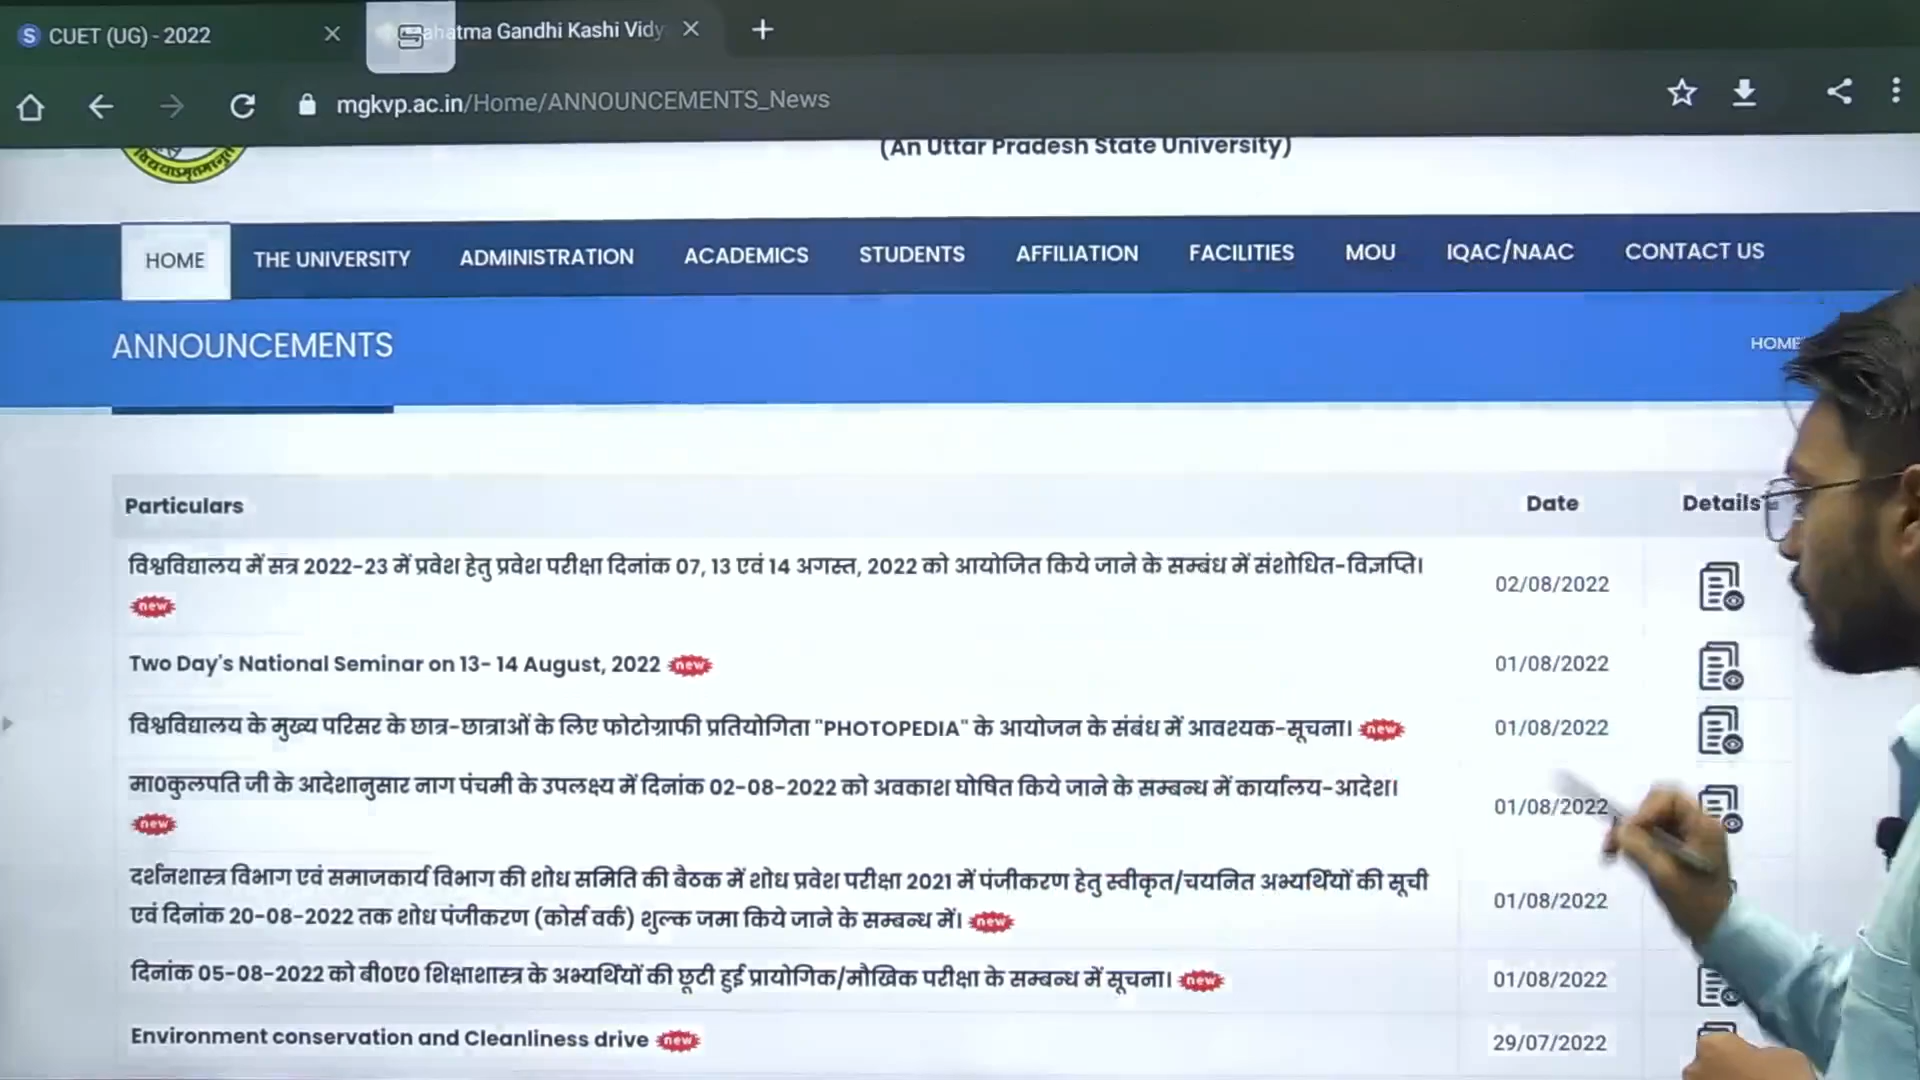 CUET (UG) - 2022
hatma Gandhi Kashi Vidy
mgkvp.ac.in/Home/ANNOUNCEMENTS_News
(An Uttar Pradesh State University)
HOME THE UNIVERSITY ADMINISTRATION ACADEMICS STUDENTS AFFILIATION FACILITIES MOU IQAC/NAAC CONTACT US
ANNOUNCEMENTS
HOME
Particulars Date Details
विश्वविद्यालय में सत्र 2022-23 में प्रवेश हेतु प्रवेश परीक्षा दिनांक 07, 13 एवं 14 अगस्त, 2022 को आयोजित किये जाने के सम्बंध में संशोधित-विज्ञप्ति। 02/08/2022
new
Two Day's National Seminar on 13- 14 August, 2022 new 01/08/2022
विश्वविद्यालय के मुख्य परिसर के छात्र-छात्राओं के लिए फोटोग्राफी प्रतियोगिता "PHOTOPEDIA" के आयोजन के संबंध में आवश्यक-सूचना। new 01/08/2022
मा0कुलपति जी के आदेशानुसार नाग पंचमी के उपलक्ष्य में दिनांक 02-08-2022 को अवकाश घोषित किये जाने के सम्बन्ध में कार्यालय-आदेश। 01/08/2022
new
दर्शनशास्त्र विभाग एवं समाजकार्य विभाग की शोध समिति की बैठक में शोध प्रवेश परीक्षा 2021 में पंजीकरण हेतु स्वीकृत/चयनित अभ्यर्थियों की सूची
एवं दिनांक 20-08-2022 तक शोध पंजीकरण (कोर्स वर्क) शुल्क जमा किये जाने के सम्बन्ध में। new 01/08/2022
दिनांक 05-08-2022 को बी0ए0 शिक्षाशास्त्र के अभ्यर्थियों की छूटी हुई प्रायोगिक/मौखिक परीक्षा के सम्बन्ध में सूचना। new 01/08/2022
Environment conservation and Cleanliness drive new 29/07/2022